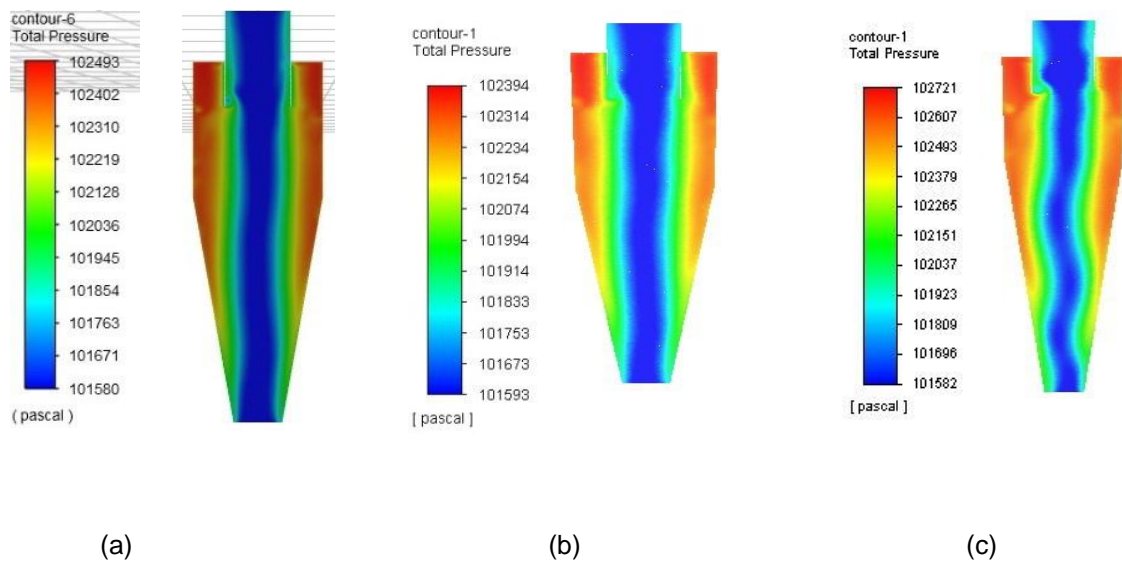 contour-6
Total Pressure
102493
102402
102310
102219
102128
102036
101945
101854
101763
101671
101580
( pascal )
contour-1
Total Pressure
102394
102314
102234
102154
102074
101994
101914
101833
101753
101673
101593
[ pascal ]
contour-1
Total Pressure
102721
102607
102493
102379
102265
102151
102037
101923
101809
101696
101582
[ pascal ]
(a)
(b)
(c)